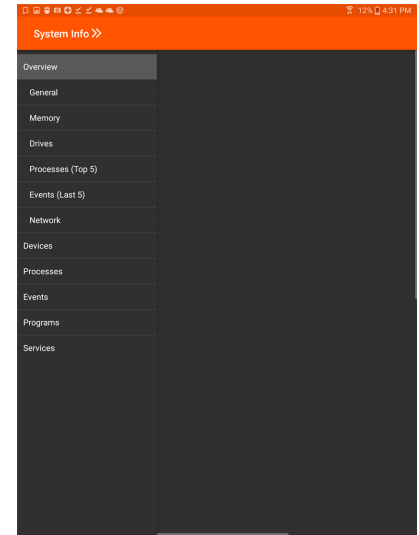 12% 4:31 PM
System Info
Overview
General
Memory
Drives
Processes (Top 5)
Events (Last 5)
Network
Devices
Processes
Events
Programs
Services